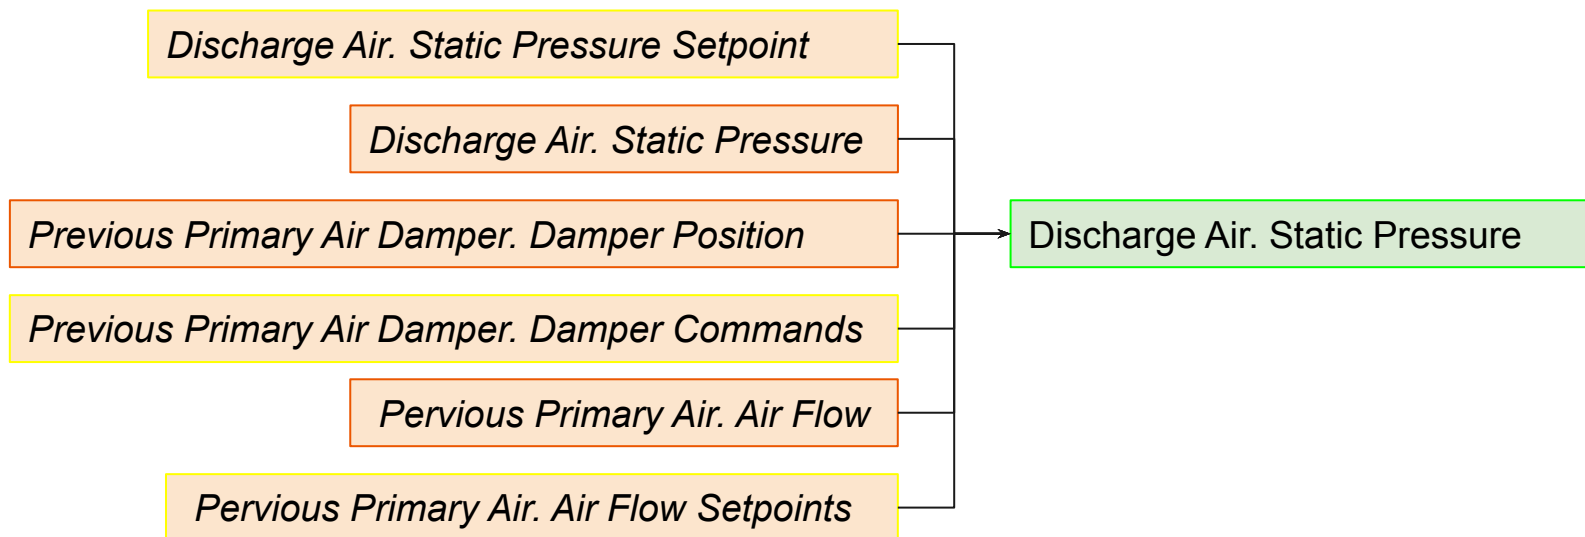 Discharge Air. Static Pressure Setpoint
Discharge Air. Static Pressure
Previous Primary Air Damper. Damper Position
Discharge Air. Static Pressure
Previous Primary Air Damper. Damper Commands
Pervious Primary Air. Air Flow
Pervious Primary Air. Air Flow Setpoints